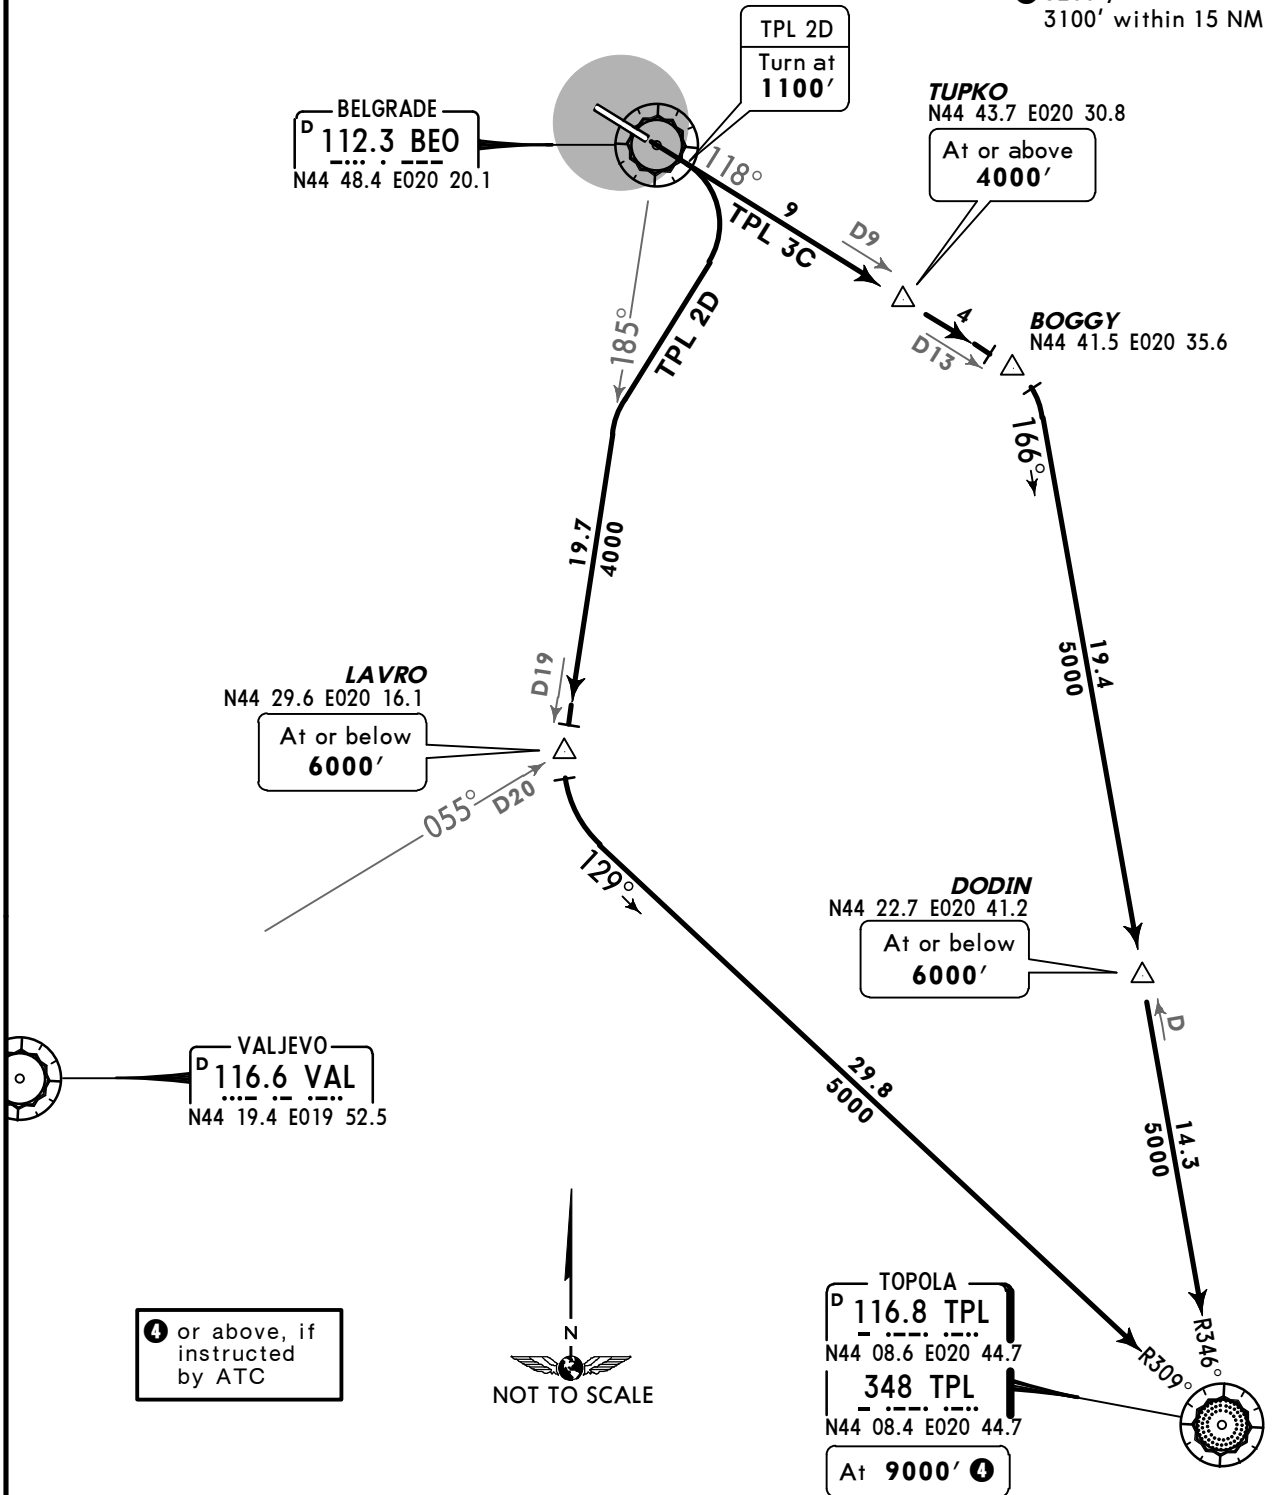 3100' within 15 NM
TPL 2D
Turn at
1100'
BELGRADE
D 112.3 BEO
N44 48.4 E020 20.1
TUPKO
N44 43.7 E020 30.8
At or above
4000'
118°
9
TPL 3C
D9
4
D13
BOGGY
N44 41.5 E020 35.6
185°
TPL 2D
166°
19.7
4000
19.4
5000
D19
LAVRO
N44 29.6 E020 16.1
At or below
6000'
055°
D20
129°
DODIN
N44 22.7 E020 41.2
At or below
6000'
D
VALJEVO
D 116.6 VAL
N44 19.4 E019 52.5
29.8
5000
14.3
5000
4 or above, if
instructed
by ATC
N
NOT TO SCALE
TOPOLA
D 116.8 TPL
N44 08.6 E020 44.7
348 TPL
N44 08.4 E020 44.7
At 9000' 4
R309°
R346°